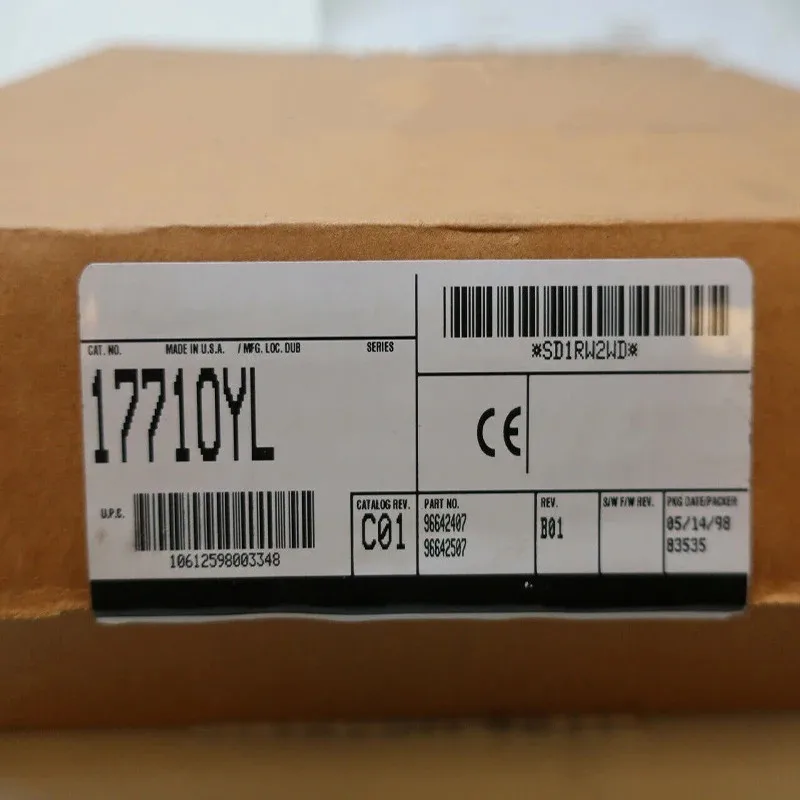 *SD1RW2WD*
CAT. NO. MADE IN U.S.A. / MFG. LOC. DUB SERIES
1771OYL
CE
U.P.C.
10612598003348
CATALOG REV.
C01
PART NO.
96642407
96642507
REV.
B01
S/W F/W REV.
PKG DATE/PACKER
05/14/98
83535